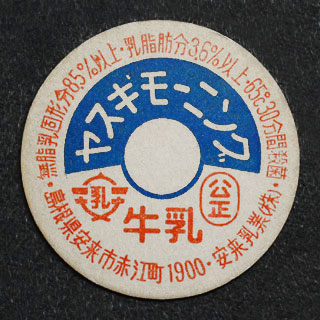 無脂乳固形分8.5%以上・乳脂肪分3.6%以上・65℃30分間殺菌
ヤスギモーニング
乳
公正
牛乳
・島根県安来市赤江町1900・安来乳業(株)・